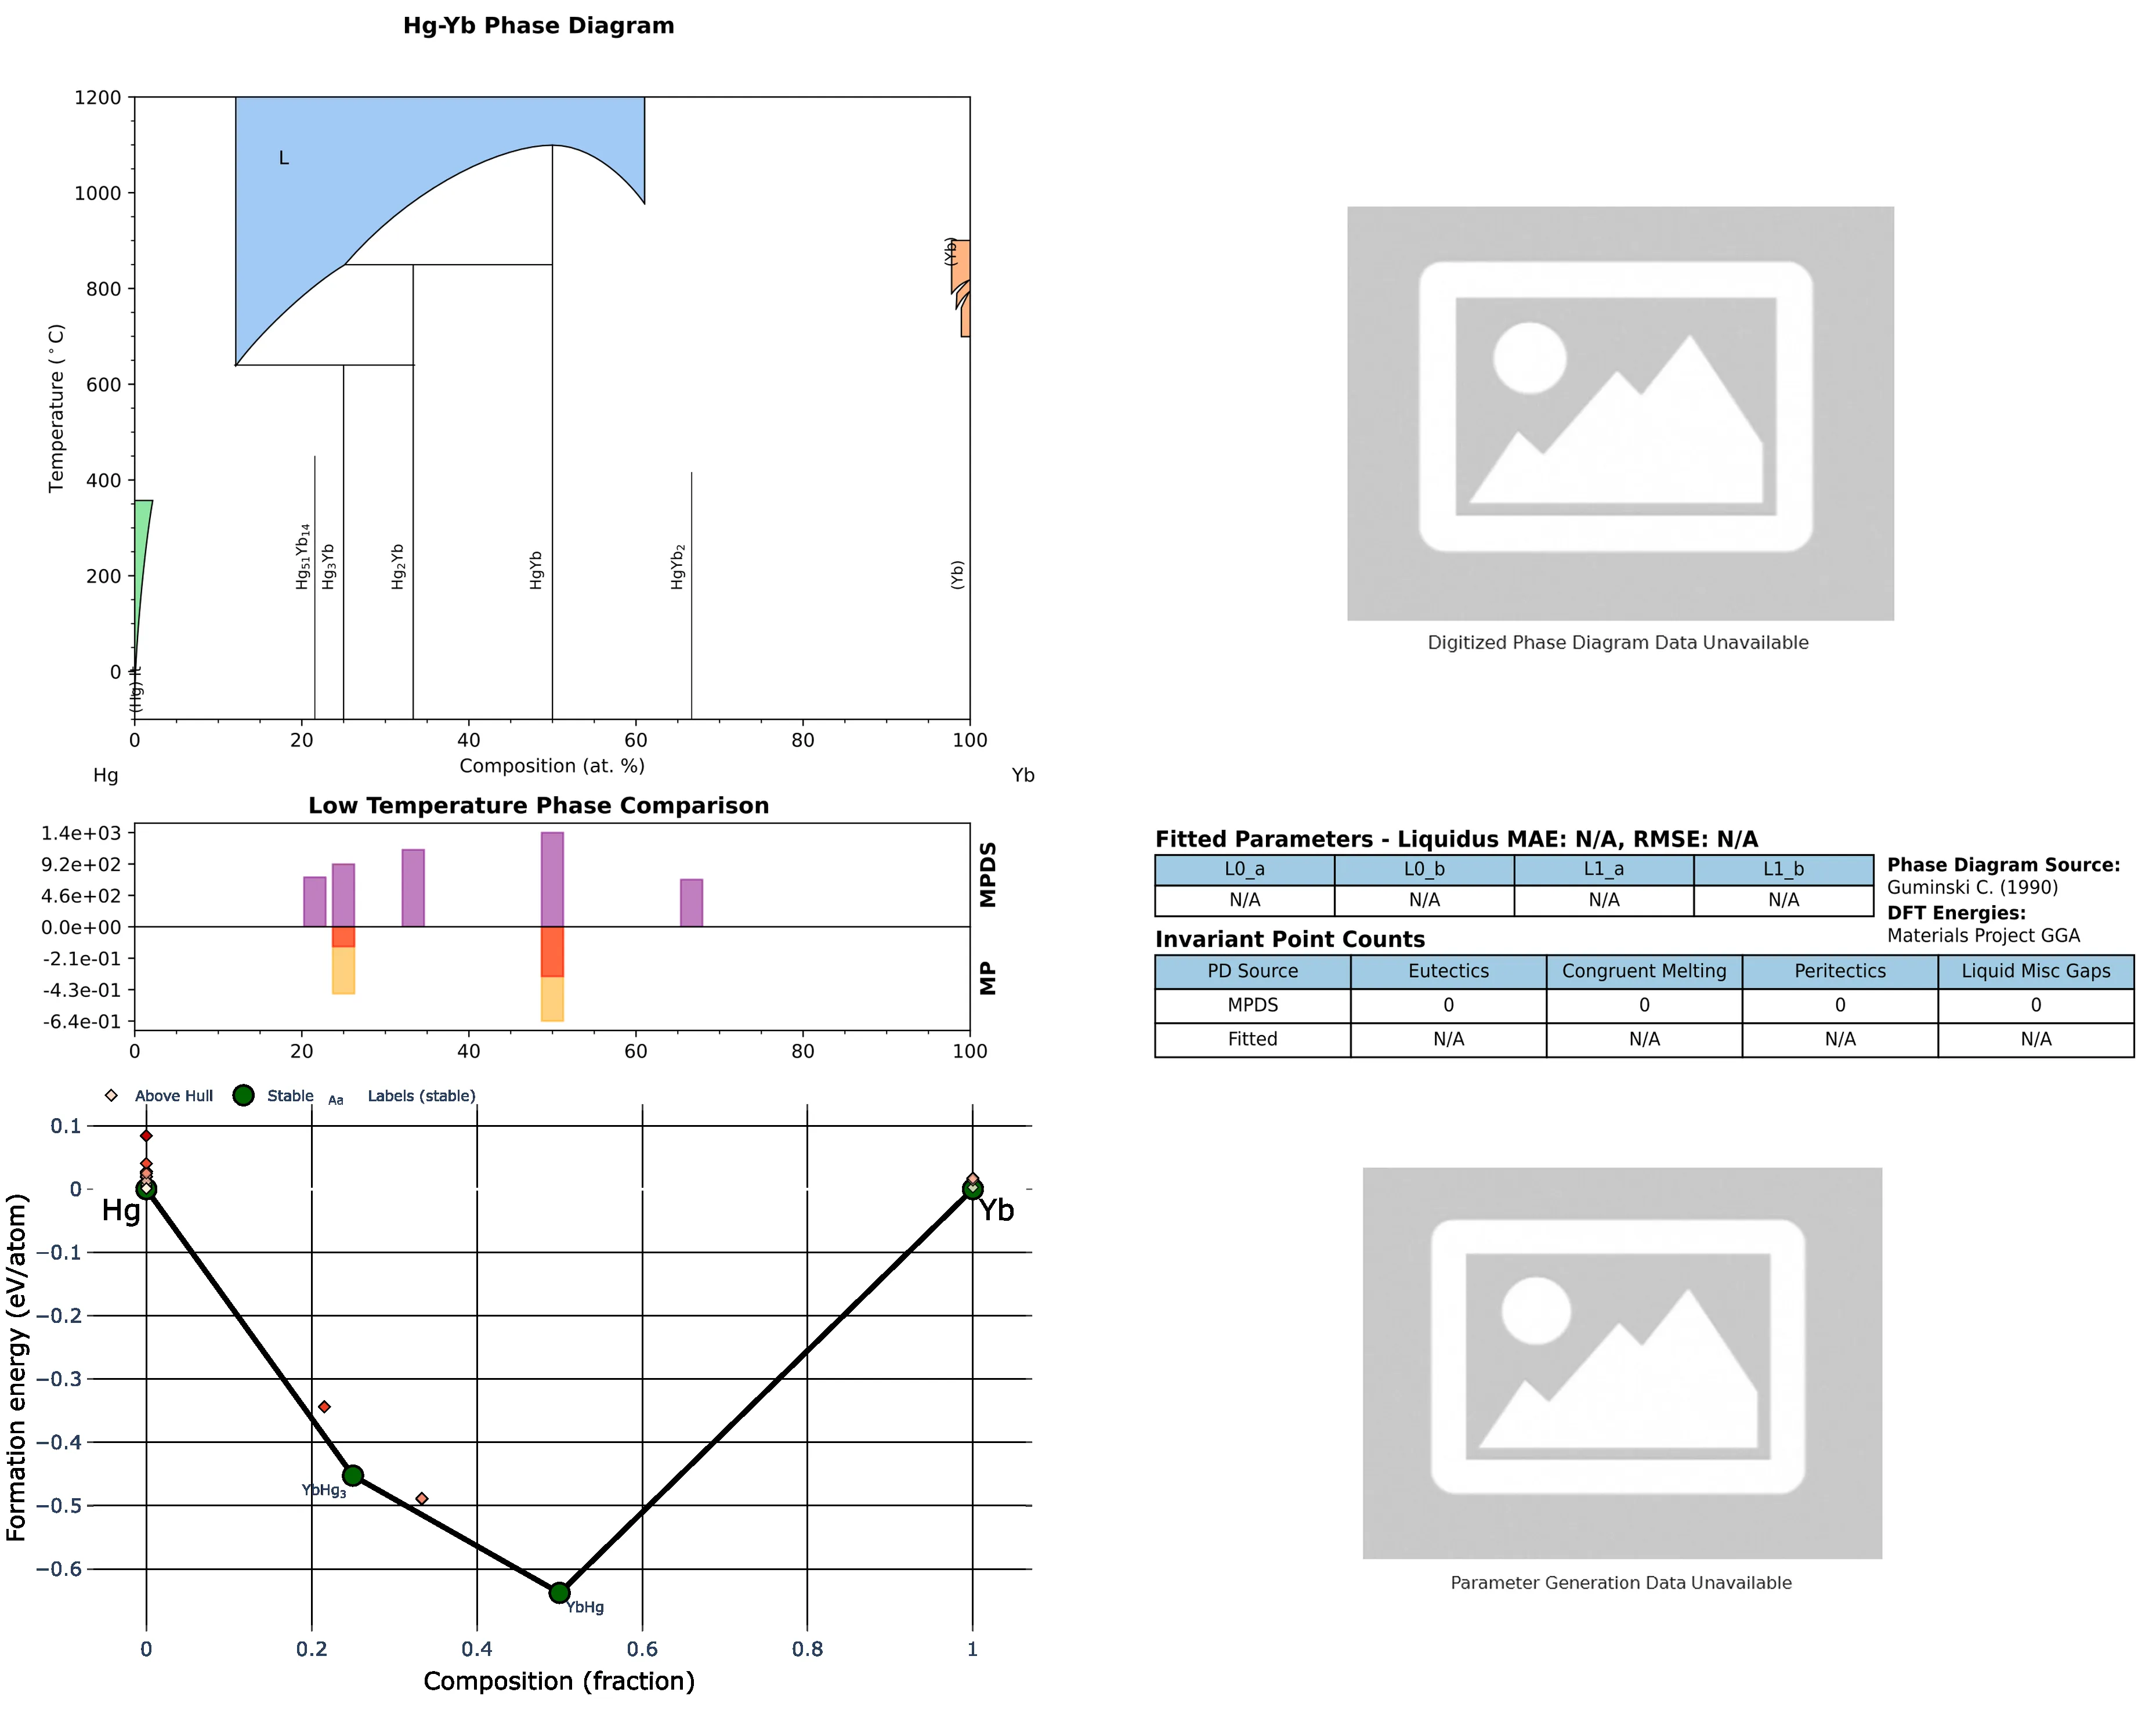 Hg-Yb Phase Diagram
1200
1000
800
600
400
200
0
Temperature (°C)
L
(Yb)
Hg51Yb14
Hg3Yb
Hg2Yb
HgYb
HgYb2
(Yb)
(Hg) lt
0 20 40 60 80 100
Composition (at. %)
Hg Yb
Low Temperature Phase Comparison
1.4e+03
9.2e+02
4.6e+02
0.0e+00
-2.1e-01
-4.3e-01
-6.4e-01
MPDS
MP
0 20 40 60 80 100
Above Hull Stable Aa Labels (stable)
0.1
0
−0.1
−0.2
−0.3
−0.4
−0.5
−0.6
Formation energy (eV/atom)
Hg
Yb
YbHg3
YbHg
0 0.2 0.4 0.6 0.8 1
Composition (fraction)
Digitized Phase Diagram Data Unavailable
Fitted Parameters - Liquidus MAE: N/A, RMSE: N/A
L0_a L0_b L1_a L1_b
N/A N/A N/A N/A
Phase Diagram Source:
Guminski C. (1990)
DFT Energies:
Materials Project GGA
Invariant Point Counts
PD Source Eutectics Congruent Melting Peritectics Liquid Misc Gaps
MPDS 0 0 0 0
Fitted N/A N/A N/A N/A
Parameter Generation Data Unavailable